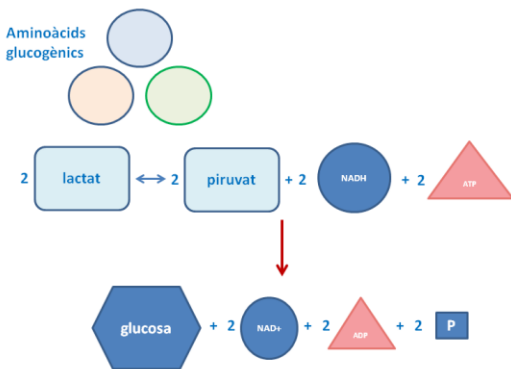 Aminoàcids
glucogènics
2 lactat 2 piruvat + 2 NADH + 2 ATP
glucosa + 2 NAD+ + 2 ADP + 2 P